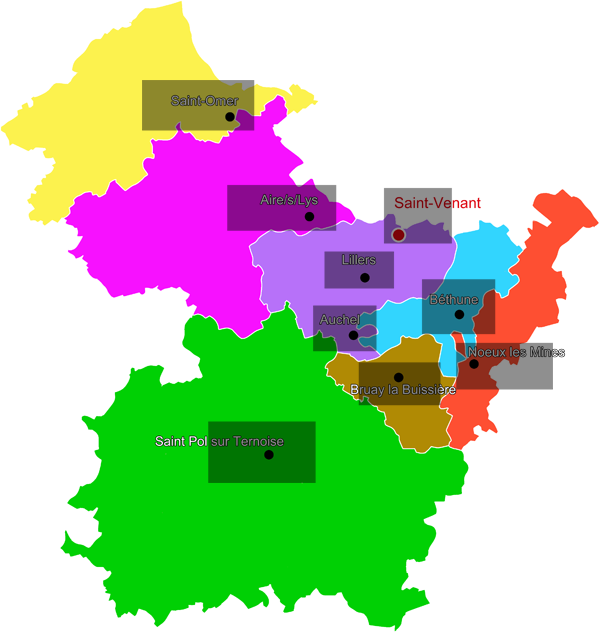 Saint-Omer
Aire/s/Lys
Saint-Venant
Lillers
Béthune
Auchel
Noeux les Mines
Bruay la Buissière
Saint Pol sur Ternoise